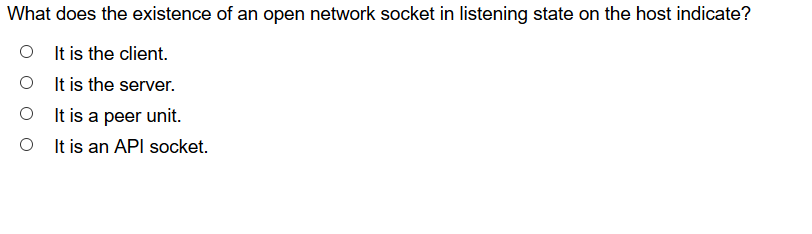 What does the existence of an open network socket in listening state on the host indicate?
It is the client.
It is the server.
It is a peer unit.
It is an API socket.